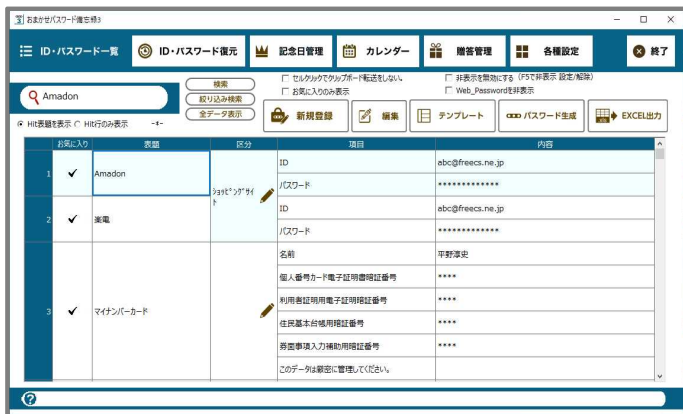 おまかせパスワード備忘録3
ID・パスワード一覧 ID・パスワード復元 記念日管理 カレンダー 贈答管理 各種設定 終了
Amadon
検索
絞り込み検索
全データ表示
セルクリックでクリップボード転送をしない。
お気に入りのみ表示
非表示を無効にする (F5で非表示 設定/解除)
Web_Passwordを非表示
Hit表題を表示 Hit行のみ表示 -*-
新規登録 編集 テンプレート パスワード生成 EXCEL出力
お気に入り 表題 区分 項目 内容
1 Amadon ショッピングサイト ID abc@freecs.ne.jp
パスワード *************
2 楽電 ID abc@freecs.ne.jp
パスワード *************
3 マイナンバーカード 名前 平野淳史
個人番号カード電子証明書暗証番号 ****
利用者証明用電子証明暗証番号 ****
住民基本台帳用暗証番号 ****
券面事項入力補助用暗証番号 ****
このデータは厳密に管理してください。